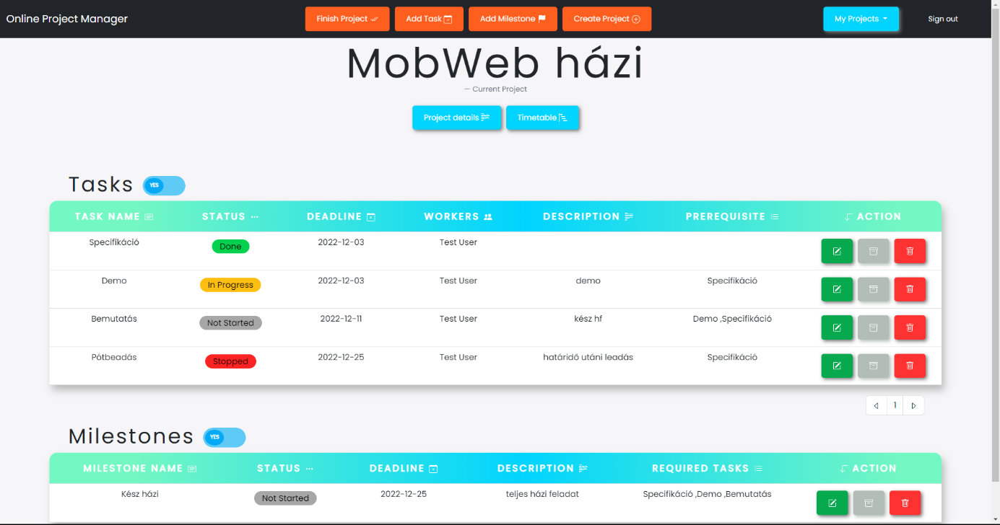 Online Project Manager Finish Project Add Task Add Milestone Create Project My Projects Sign out
MobWeb házi
— Current Project
Project details Timetable
Tasks YES
TASK NAME STATUS DEADLINE WORKERS DESCRIPTION PREREQUISITE ACTION
Specifikáció Done 2022-12-03 Test User
Demo In Progress 2022-12-03 Test User demo Specifikáció
Bemutatás Not Started 2022-12-11 Test User kész hf Demo ,Specifikáció
Pótbeadás Stopped 2022-12-25 Test User határidő utáni leadás Specifikáció
1
Milestones YES
MILESTONE NAME STATUS DEADLINE DESCRIPTION REQUIRED TASKS ACTION
Kész házi Not Started 2022-12-25 teljes házi feladat Specifikáció ,Demo ,Bemutatás